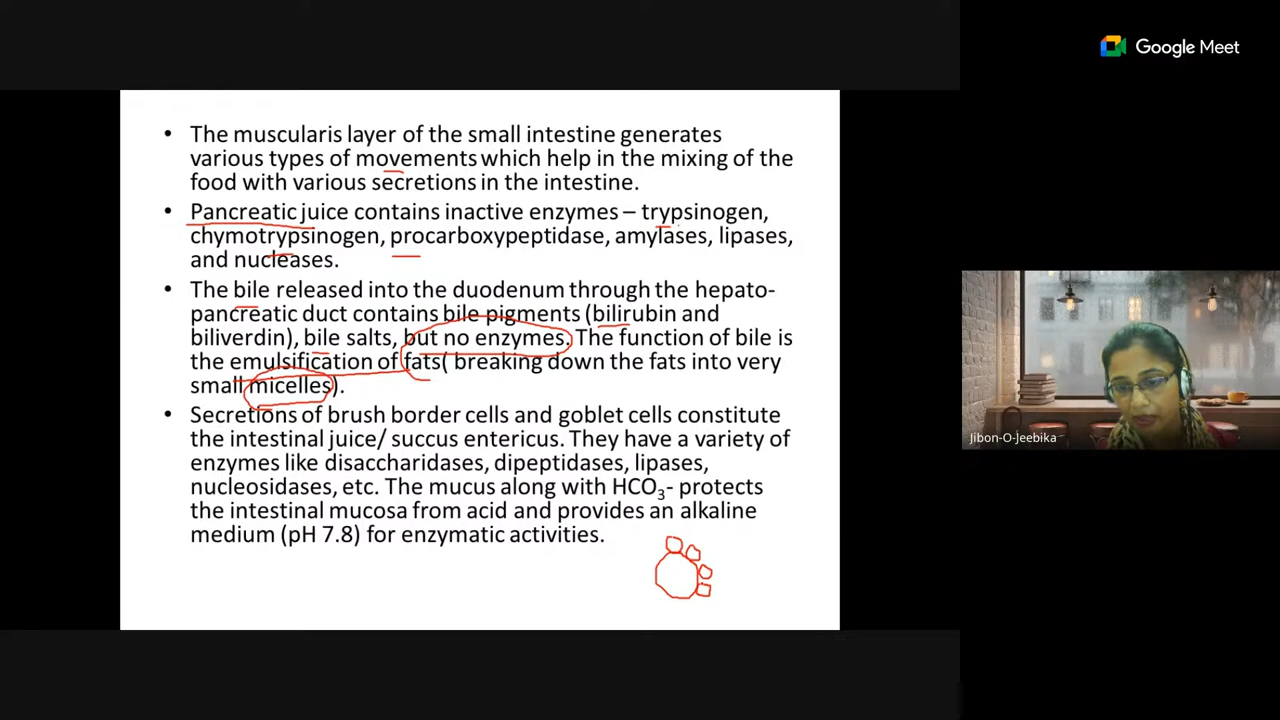 Google Meet
• The muscularis layer of the small intestine generates
various types of movements which help in the mixing of the
food with various secretions in the intestine.
• Pancreatic juice contains inactive enzymes – trypsinogen,
chymotrypsinogen, procarboxypeptidase, amylases, lipases,
and nucleases.
• The bile released into the duodenum through the hepato-
pancreatic duct contains bile pigments (bilirubin and
biliverdin), bile salts, but no enzymes. The function of bile is
the emulsification of fats( breaking down the fats into very
small micelles).
• Secretions of brush border cells and goblet cells constitute
the intestinal juice/ succus entericus. They have a variety of
enzymes like disaccharidases, dipeptidases, lipases,
nucleosidases, etc. The mucus along with HCO₃- protects
the intestinal mucosa from acid and provides an alkaline
medium (pH 7.8) for enzymatic activities.
Jibon-O-Jeebika